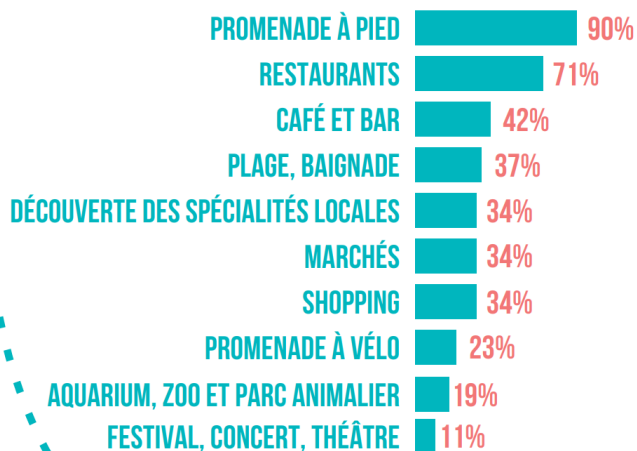 PROMENADE À PIED 90%
RESTAURANTS 71%
CAFÉ ET BAR 42%
PLAGE, BAIGNADE 37%
DÉCOUVERTE DES SPÉCIALITÉS LOCALES 34%
MARCHÉS 34%
SHOPPING 34%
PROMENADE À VÉLO 23%
AQUARIUM, ZOO ET PARC ANIMALIER 19%
FESTIVAL, CONCERT, THÉÂTRE 11%